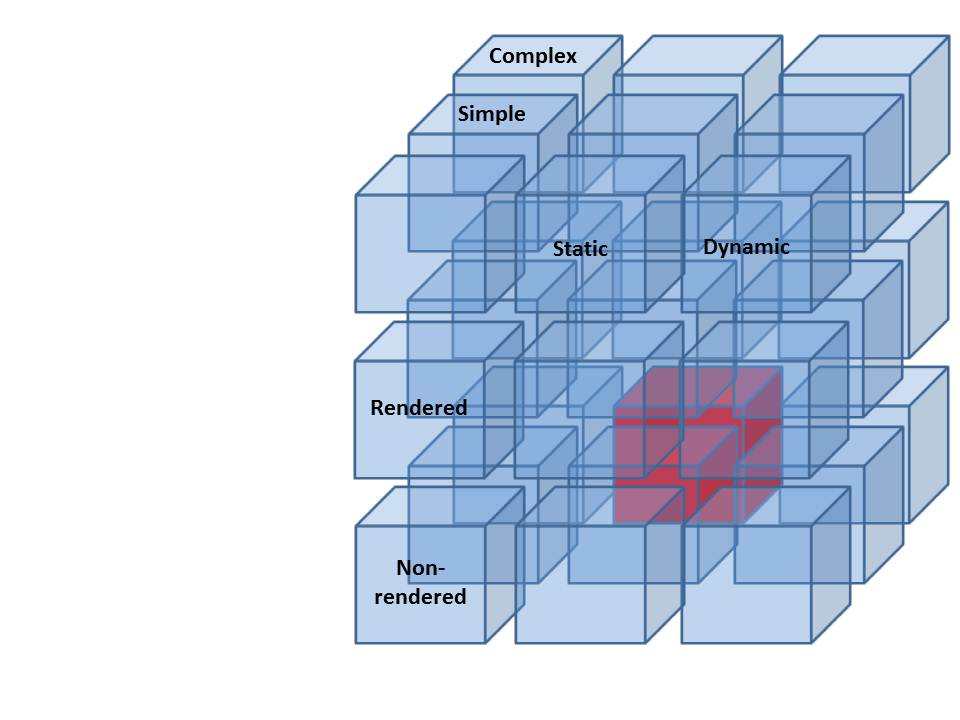 Complex
Simple
Static
Dynamic
Rendered
Non-
rendered